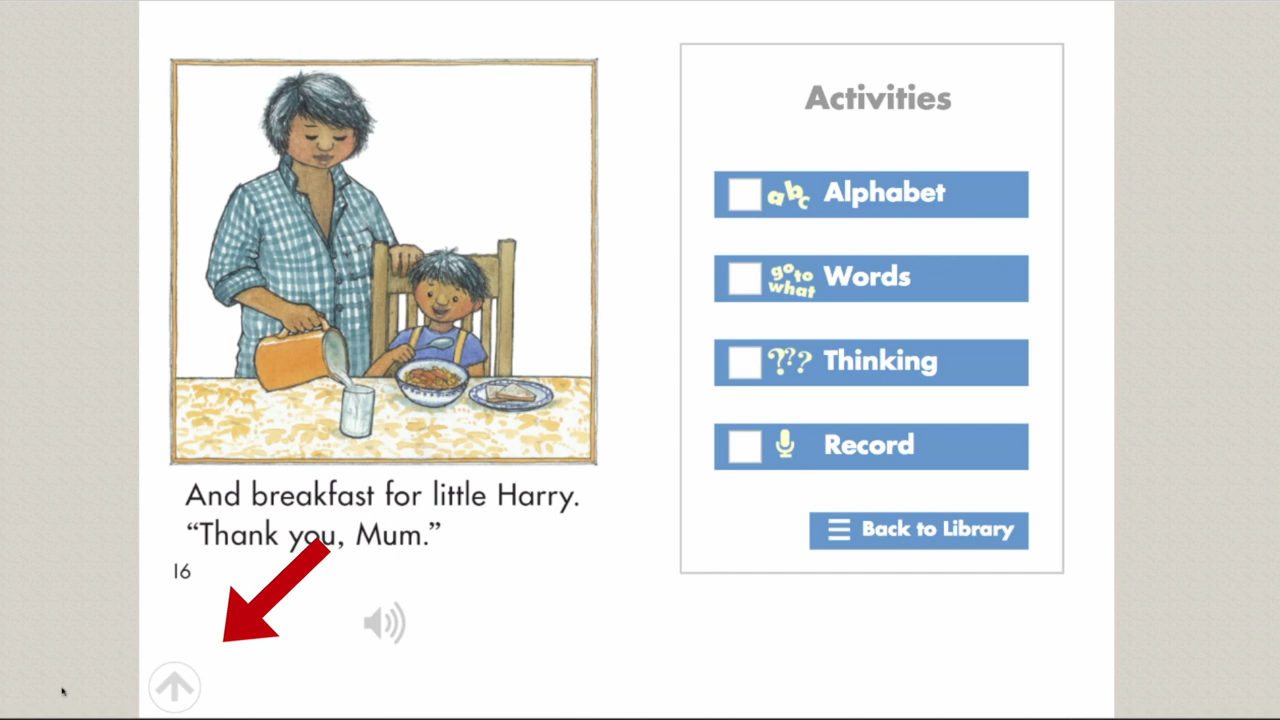 And breakfast for little Harry.
“Thank you, Mum.”
16
Activities
abc Alphabet
go to what Words
??? Thinking
Record
Back to Library